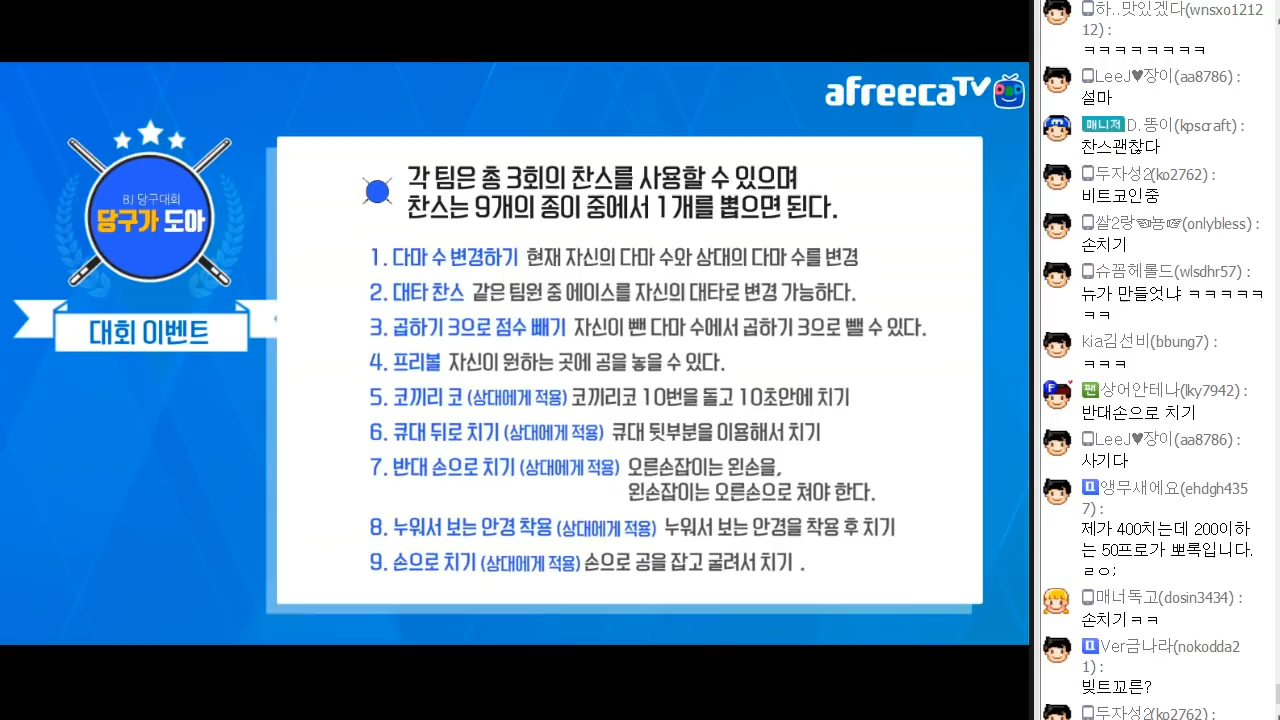 afreecaTV
BJ 당구대회
당구가 도아
대회 이벤트
각 팀은 총 3회의 찬스를 사용할 수 있으며
찬스는 9개의 종이 중에서 1개를 뽑으면 된다.
1. 다마 수 변경하기 현재 자신의 다마 수와 상대의 다마 수를 변경
2. 대타 찬스 같은 팀원 중 에이스를 자신의 대타로 변경 가능하다.
3. 곱하기 3으로 점수 빼기 자신이 뺀 다마 수에서 곱하기 3으로 뺄 수 있다.
4. 프리볼 자신이 원하는 곳에 공을 놓을 수 있다.
5. 코끼리 코 (상대에게 적용) 코끼리코 10번을 돌고 10초안에 치기
6. 큐대 뒤로 치기 (상대에게 적용) 큐대 뒷부분을 이용해서 치기
7. 반대 손으로 치기 (상대에게 적용) 오른손잡이는 왼손을,
왼손잡이는 오른손으로 쳐야 한다.
8. 누워서 보는 안경 착용 (상대에게 적용) 누워서 보는 안경을 착용 후 치기
9. 손으로 치기 (상대에게 적용) 손으로 공을 잡고 굴려서 치기 .
하..맛있겠다(wnsxo1212
12) :
ㅋㅋㅋㅋㅋㅋㅋㅋ
LeeJ♥장이(aa8786) :
설마
매니저 D.똥이(kpscraft) :
찬스괜찮다
두자성2(ko2762) :
비트코인중
쌀2랑☜뇽☞(onlybless) :
손치기
슈꼼헤롤드(wlsdhr57) :
뉴가 만들엇냐 ㅋㅋㅋㅋㅋ
ㅋㅋ
kia김선비(bbung7) :
ㅋㅋㅋ
팬 상어안테나(ky7942) :
반대손으로 치기
LeeJ♥장이(aa8786) :
사기다
앵무새에요(ehdgh435
7) :
제가 400치는데 200이하
는 50프로가 뽀록입니다.
ㄹㅇ;
매너독고(dosin3434) :
손치기ㅋㅋ
Ver금나라(nokodda2
1) :
빚트꼬른?
두자성2(ko2762) :